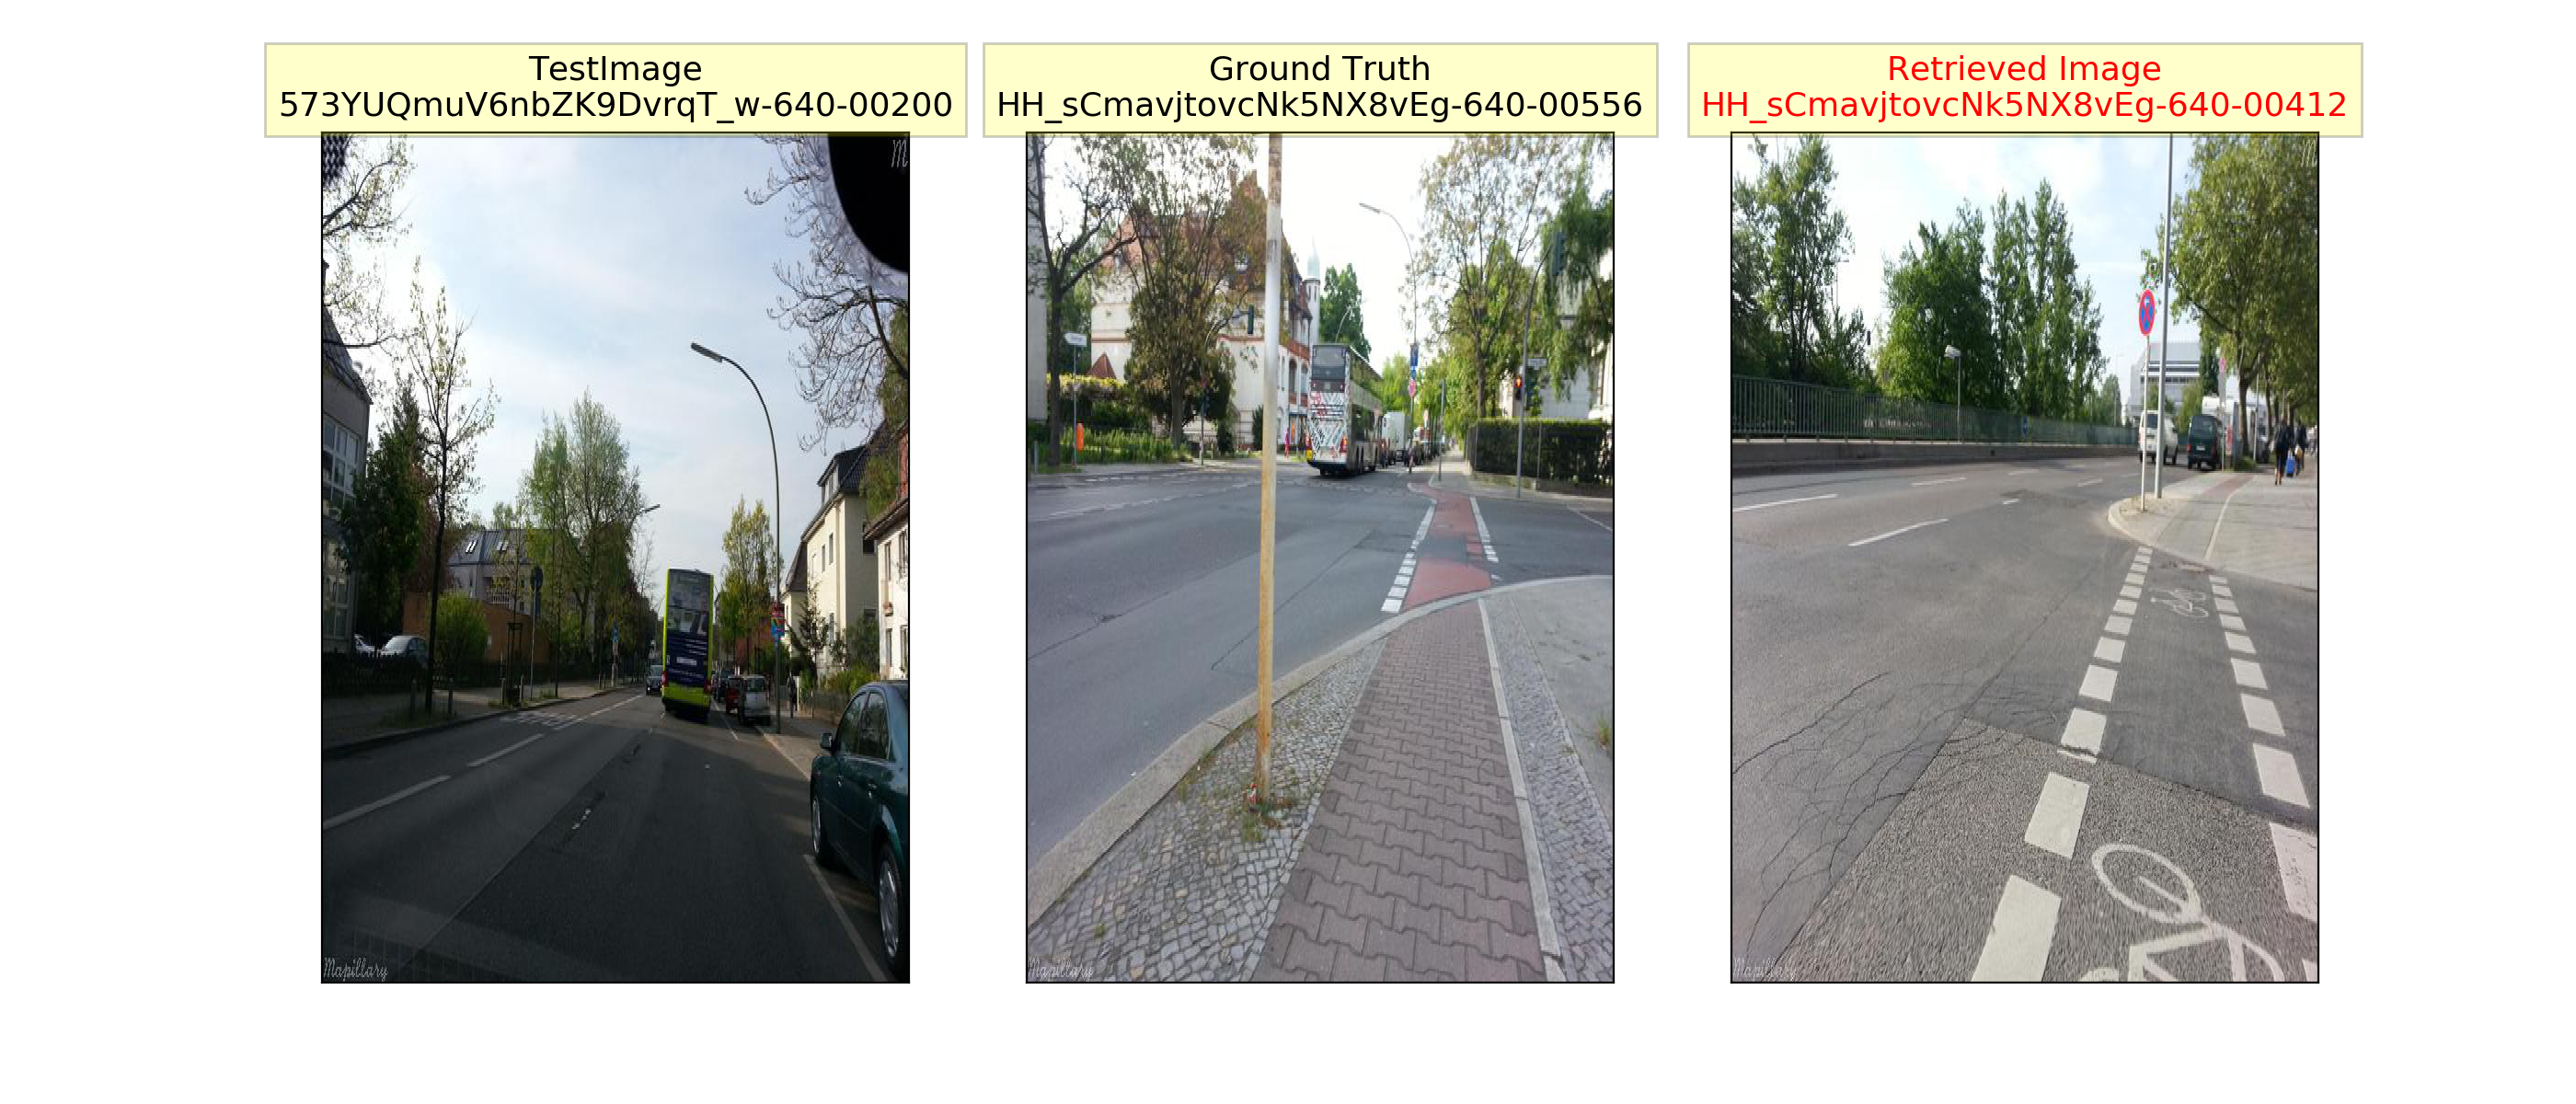 TestImage
573YUQmuV6nbZK9DvrqT_w-640-00200
Ground Truth
HH_sCmavjtovcNk5NX8vEg-640-00556
Retrieved Image
HH_sCmavjtovcNk5NX8vEg-640-00412
M
Mapillary
Mapillary
Mapillary